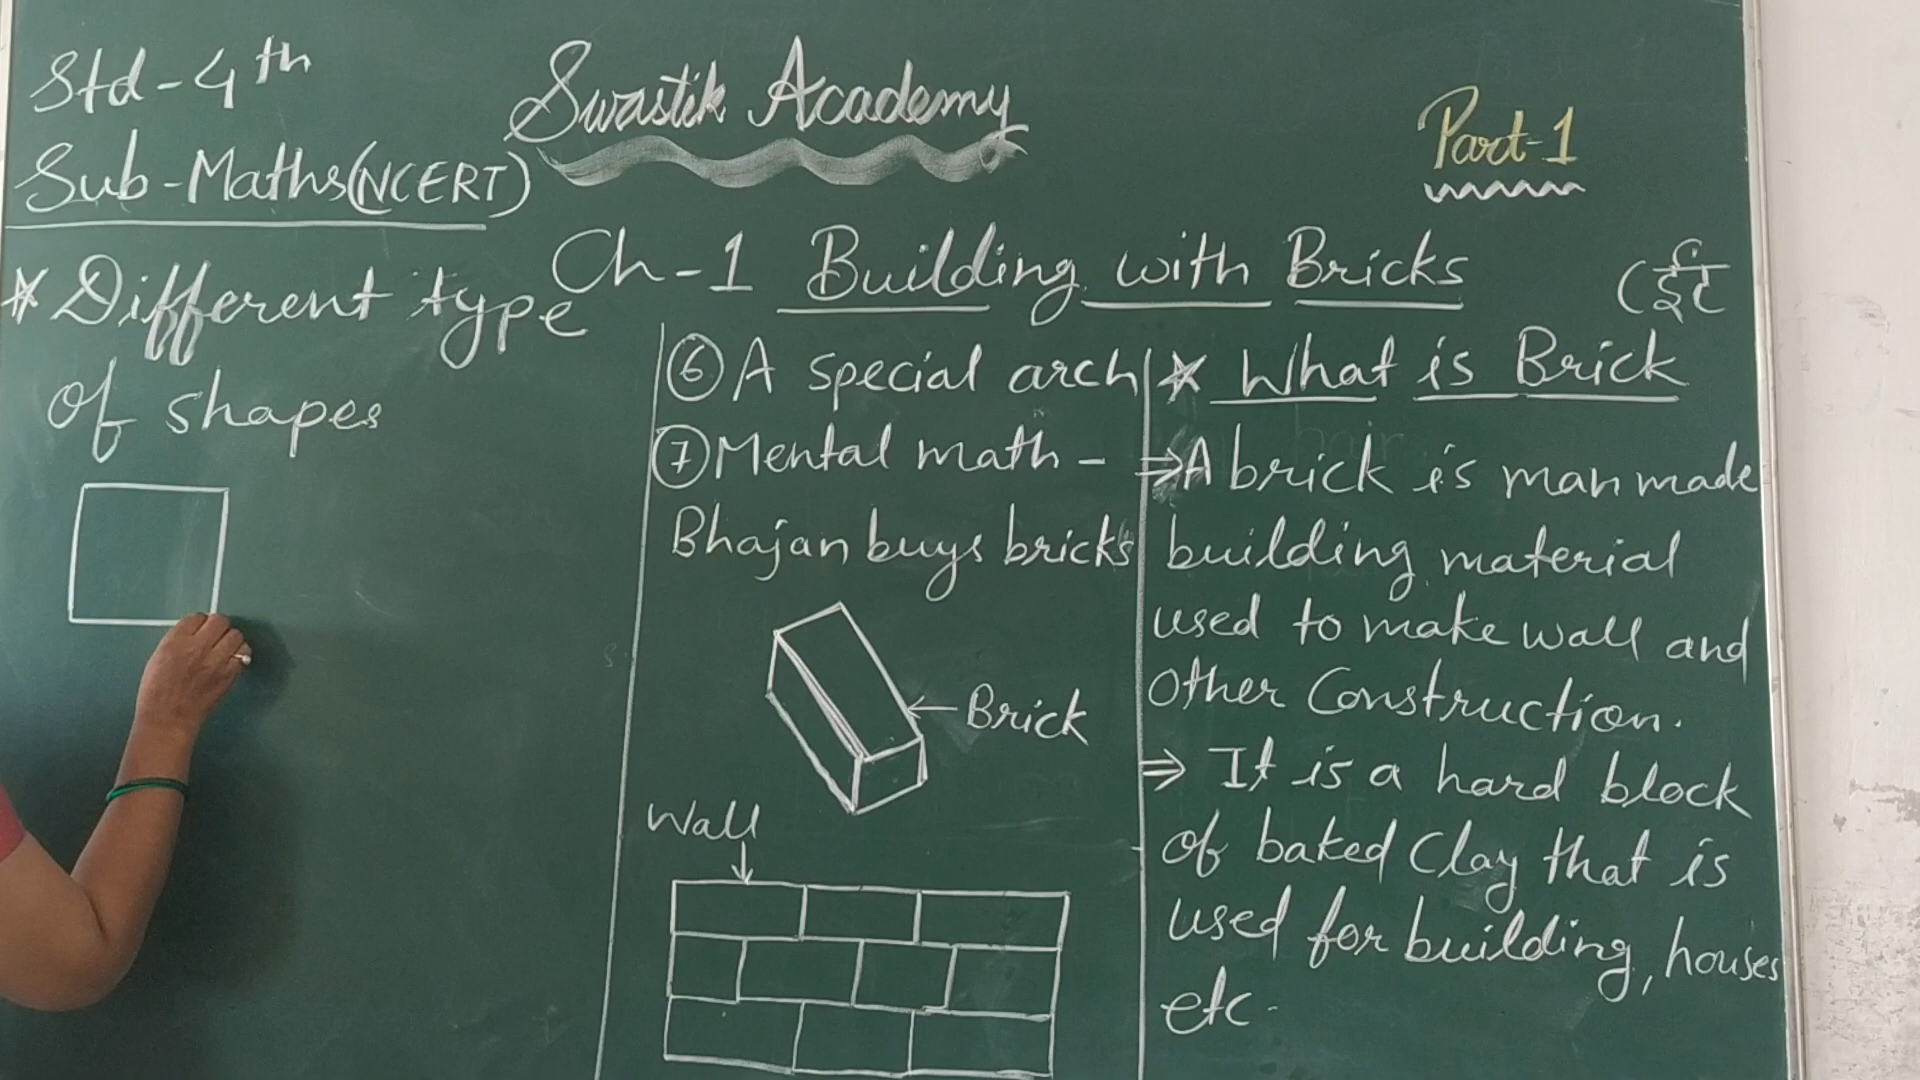 Std-4th
Sub-Maths(NCERT)
Swastik Academy
Part-1
Ch-1 Building with Bricks
* Different type
of shapes
⑥ A special arch
⑦ Mental math -
Bhajan buys bricks
← Brick
Wall
* What is Brick
⇒ A brick is man made
building material
used to make wall and
other construction.
⇒ It is a hard block
of baked clay that is
used for building, houses
etc.